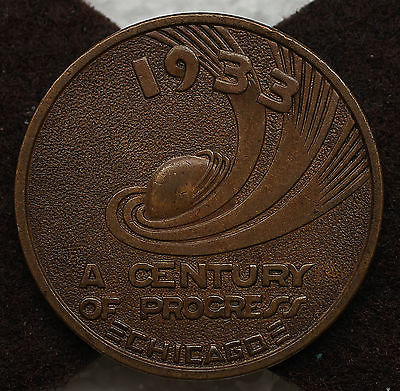 1933
A CENTURY
OF PROGRESS
CHICAGO